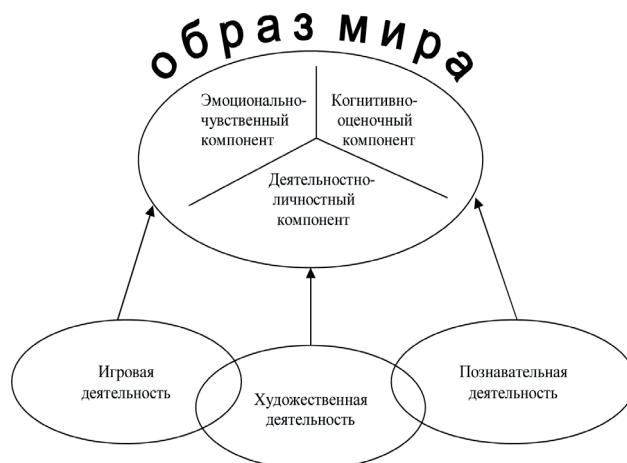 образ мира
Эмоционально-
чувственный
компонент
Когнитивно-
оценочный
компонент
Деятельностно-
личностный
компонент
Игровая
деятельность
Художественная
деятельность
Познавательная
деятельность